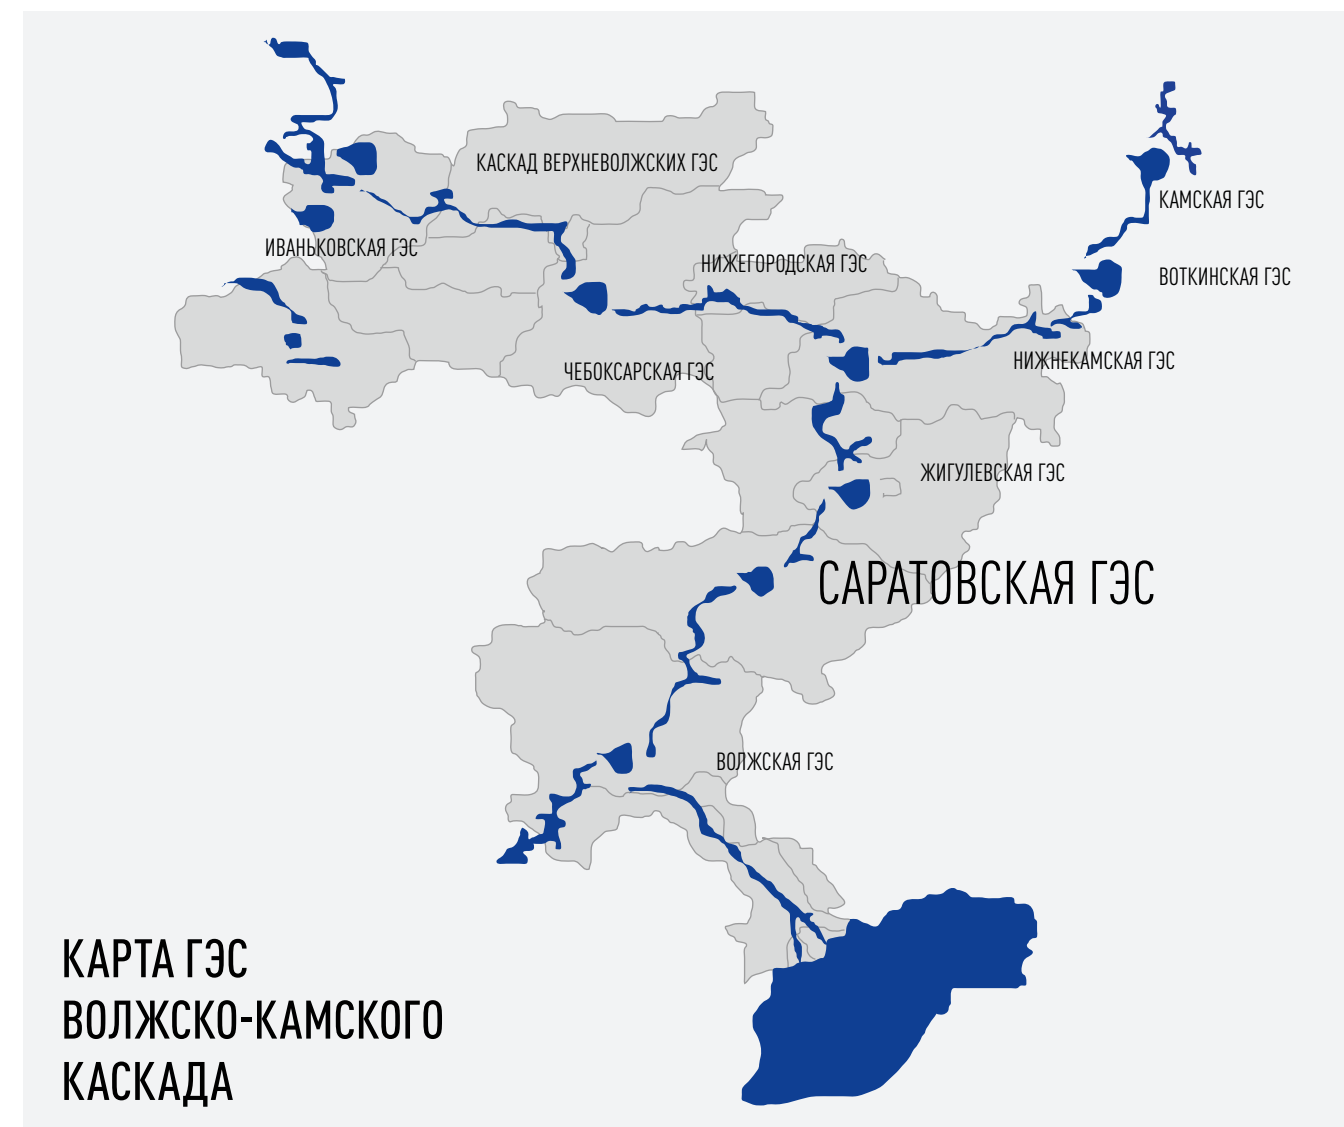 КАСКАД ВЕРХНЕВОЛЖСКИХ ГЭС
КАМСКАЯ ГЭС
ИВАНЬКОВСКАЯ ГЭС
НИЖЕГОРОДСКАЯ ГЭС
ВОТКИНСКАЯ ГЭС
ЧЕБОКСАРСКАЯ ГЭС
НИЖНЕКАМСКАЯ ГЭС
ЖИГУЛЕВСКАЯ ГЭС
САРАТОВСКАЯ ГЭС
ВОЛЖСКАЯ ГЭС
КАРТА ГЭС
ВОЛЖСКО-КАМСКОГО
КАСКАДА